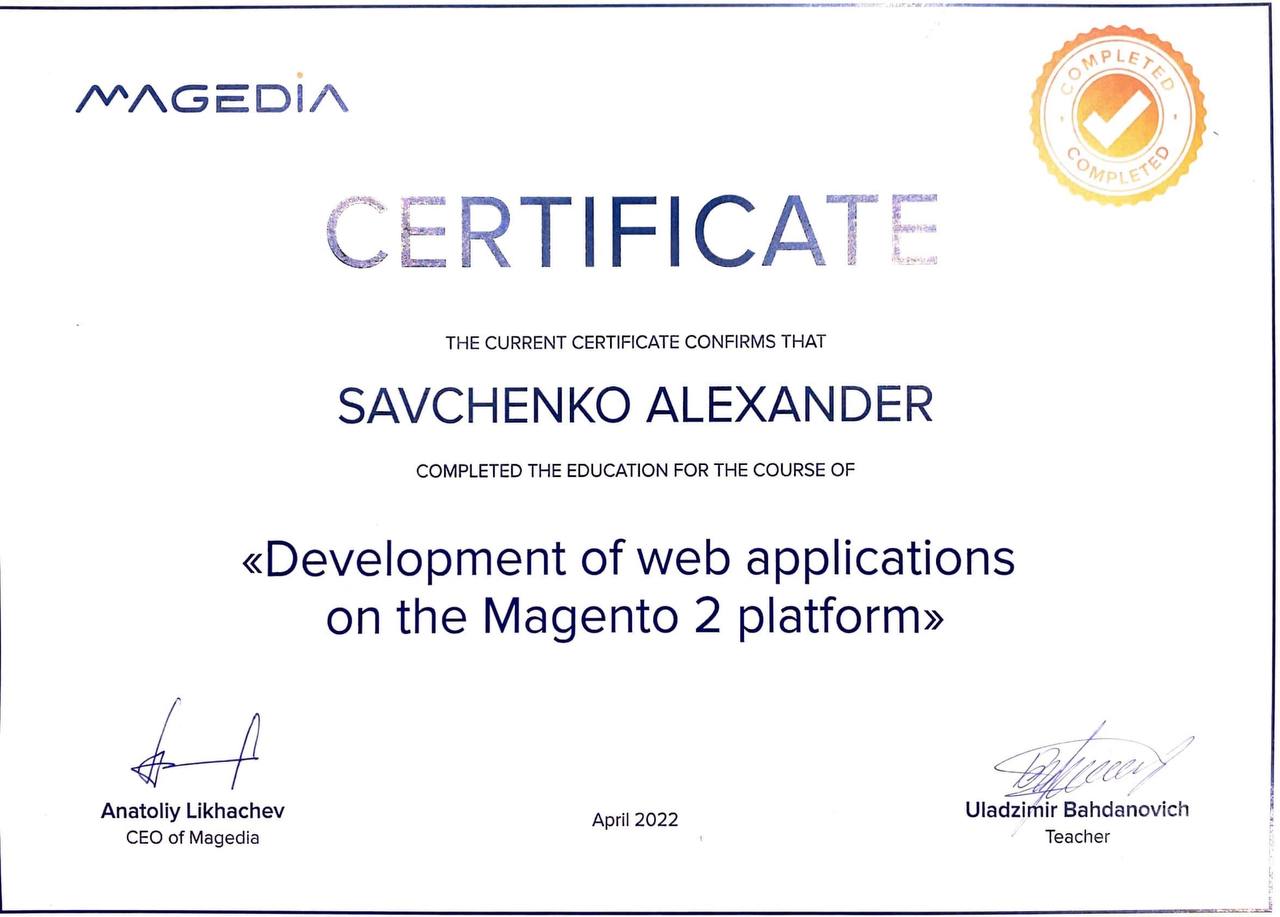 MAGEDIA
COMPLETED
COMPLETED
CERTIFICATE
THE CURRENT CERTIFICATE CONFIRMS THAT
SAVCHENKO ALEXANDER
COMPLETED THE EDUCATION FOR THE COURSE OF
«Development of web applications
on the Magento 2 platform»
Anatoliy Likhachev
CEO of Magedia
April 2022
Uladzimir Bahdanovich
Teacher